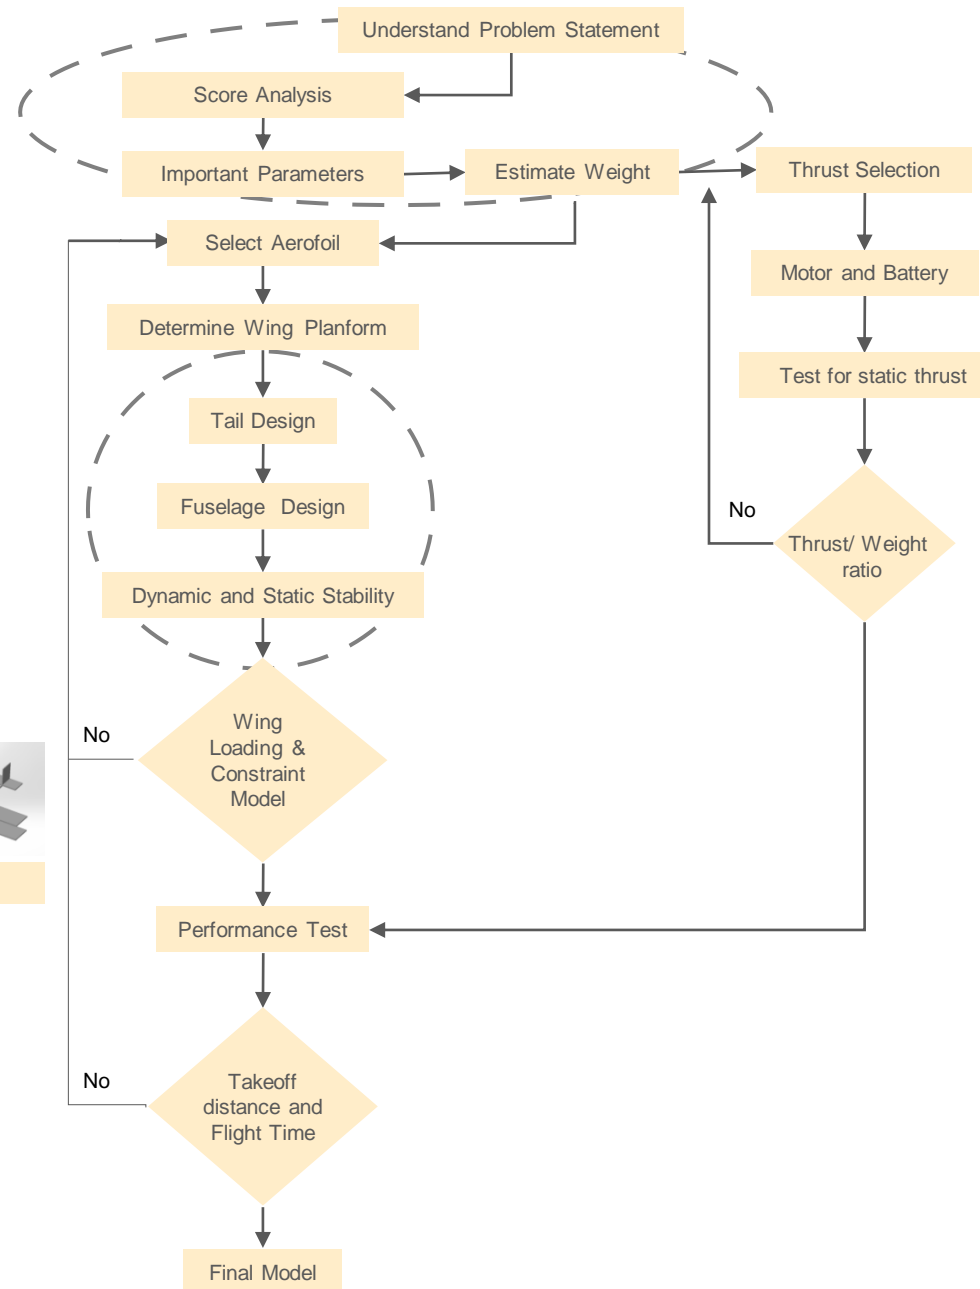 Understand Problem Statement
Score Analysis
Important Parameters
Estimate Weight
Thrust Selection
Select Aerofoil
Motor and Battery
Determine Wing Planform
Test for static thrust
Tail Design
Fuselage Design
No
Thrust/ Weight
ratio
Dynamic and Static Stability
No
Wing
Loading &
Constraint
Model
Performance Test
No
Takeoff
distance and
Flight Time
Final Model